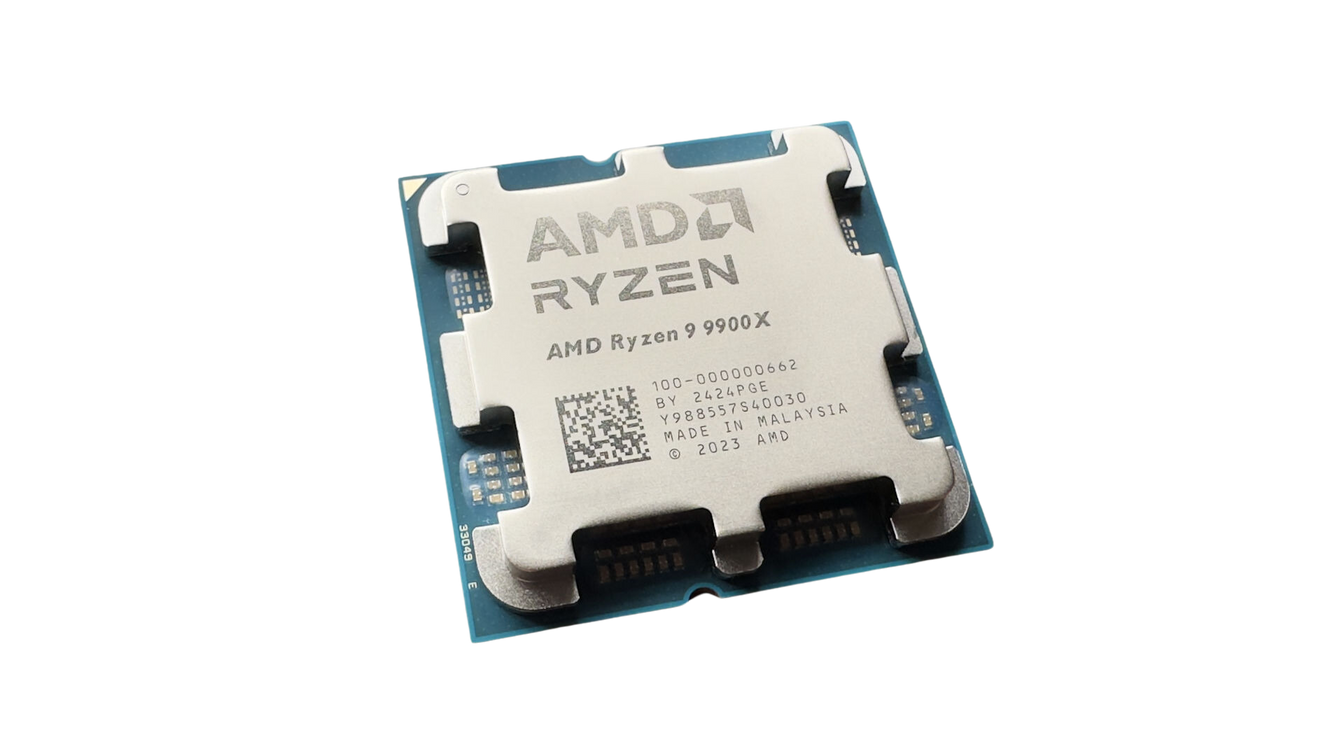 AMD
RYZEN
AMD Ryzen 9 9900X
100-000000662
BY 2424PGE
Y988557S40030
MADE IN MALAYSIA
© 2023 AMD
33049 E